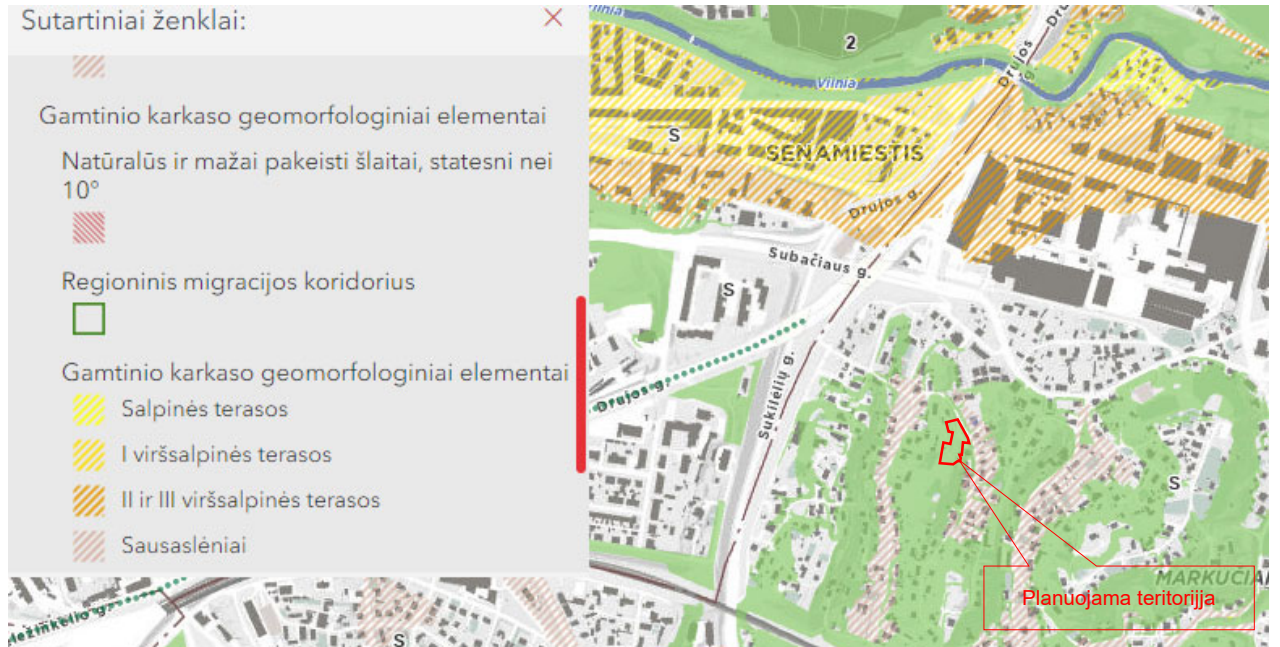 Sutartiniai ženklai:
Gamtinio karkaso geomorfologiniai elementai
Natūralūs ir mažai pakeisti šlaitai, statesni nei
10°
Regioninis migracijos koridorius
Gamtinio karkaso geomorfologiniai elementai
Salpinės terasos
I viršsalpinės terasos
II ir III viršsalpinės terasos
Sausaslėniai
2
Drujos g.
Vilnia
S
SENAMIESTIS
Drujos g.
Subačiaus g.
S
Drujos g.
Sukilėlių g.
S
MARKUČIAI
Planuojama teritorijja
S